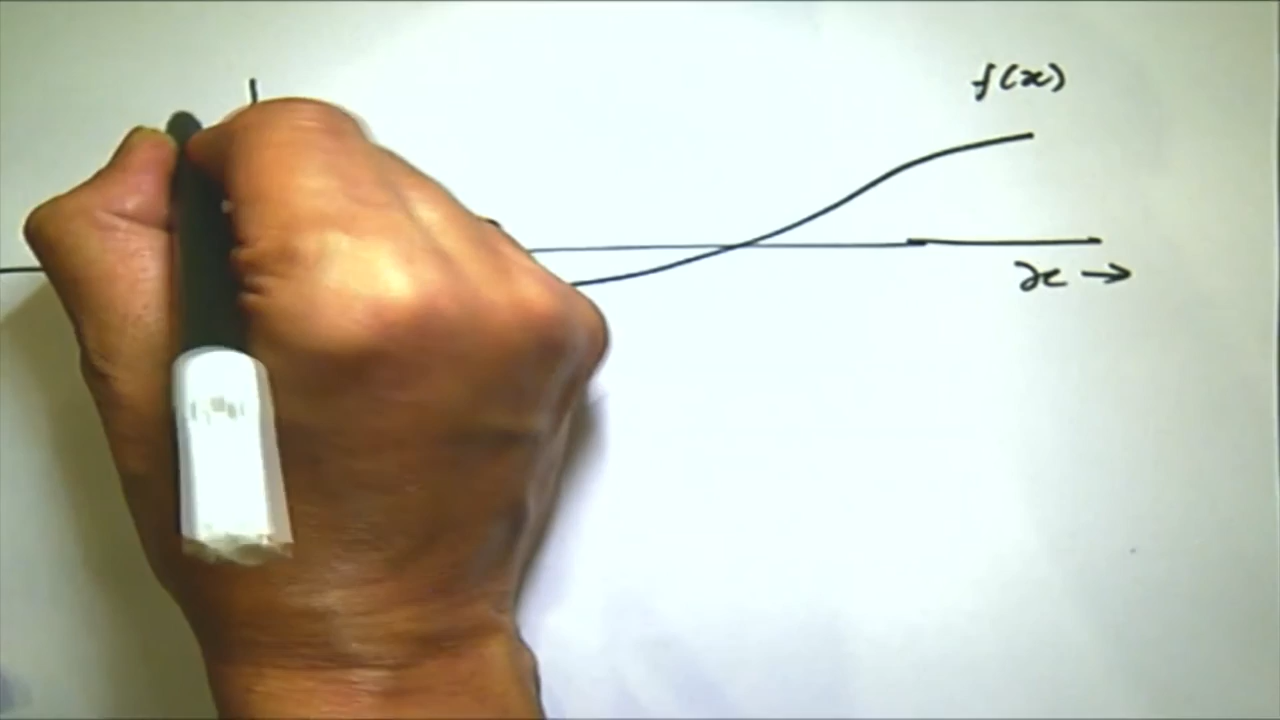 f(x)
x →